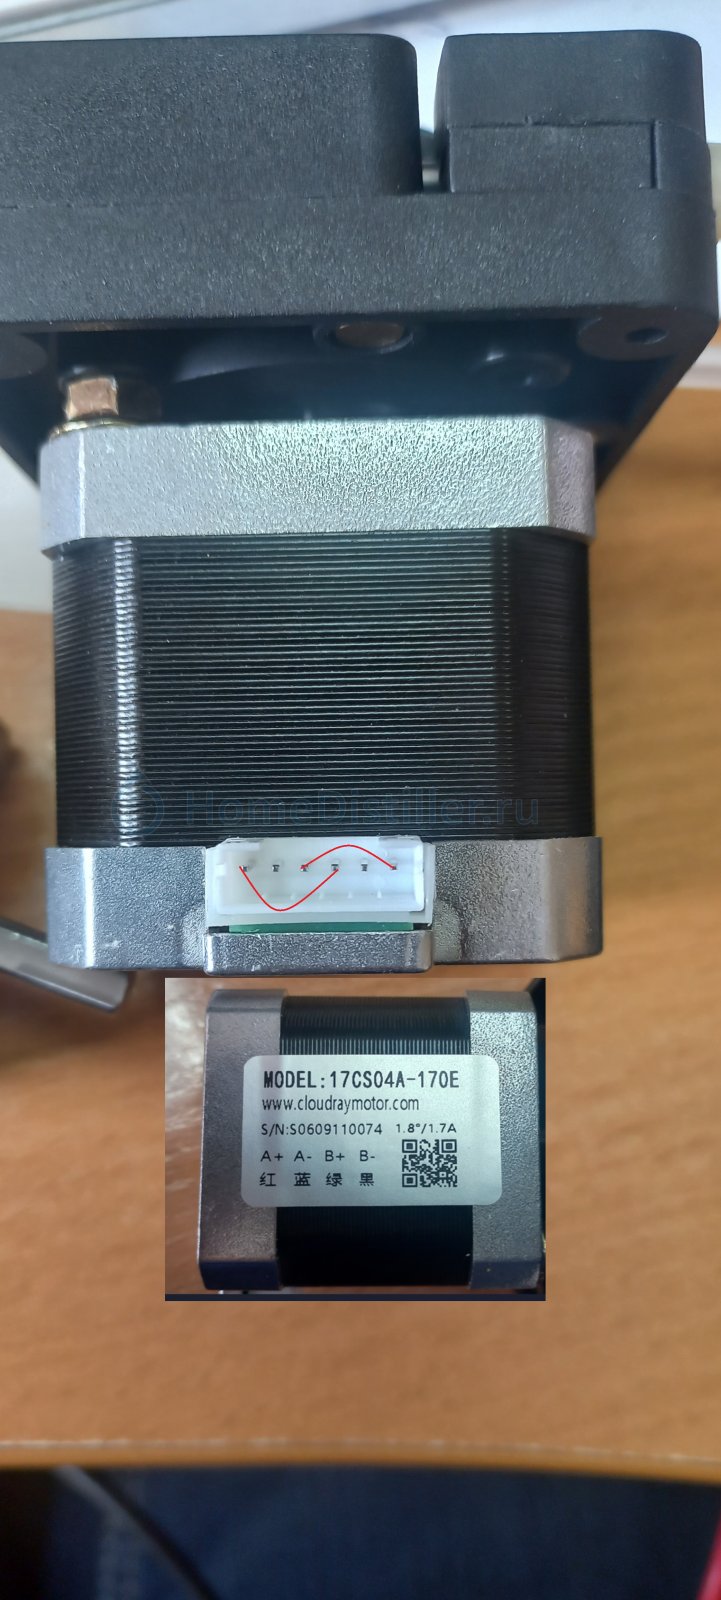 HomeDistiller.ru
MODEL:17CS04A-170E
www.cloudraymotor.com
S/N:S0609110074 1.8°/1.7A
A+ A- B+ B-
红 蓝 绿 黑